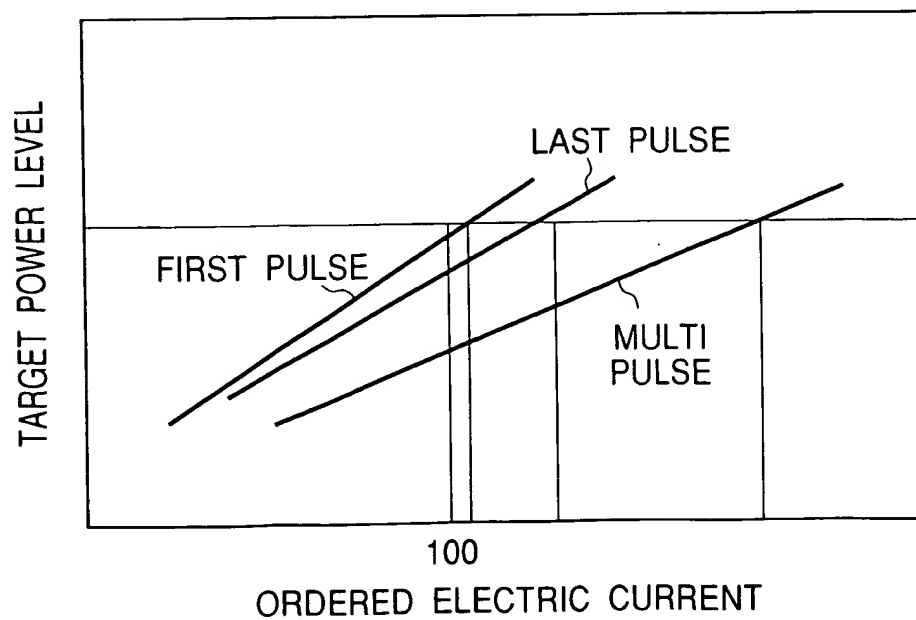 TARGET POWER LEVEL
LAST PULSE
FIRST PULSE
MULTI
PULSE
100
ORDERED ELECTRIC CURRENT